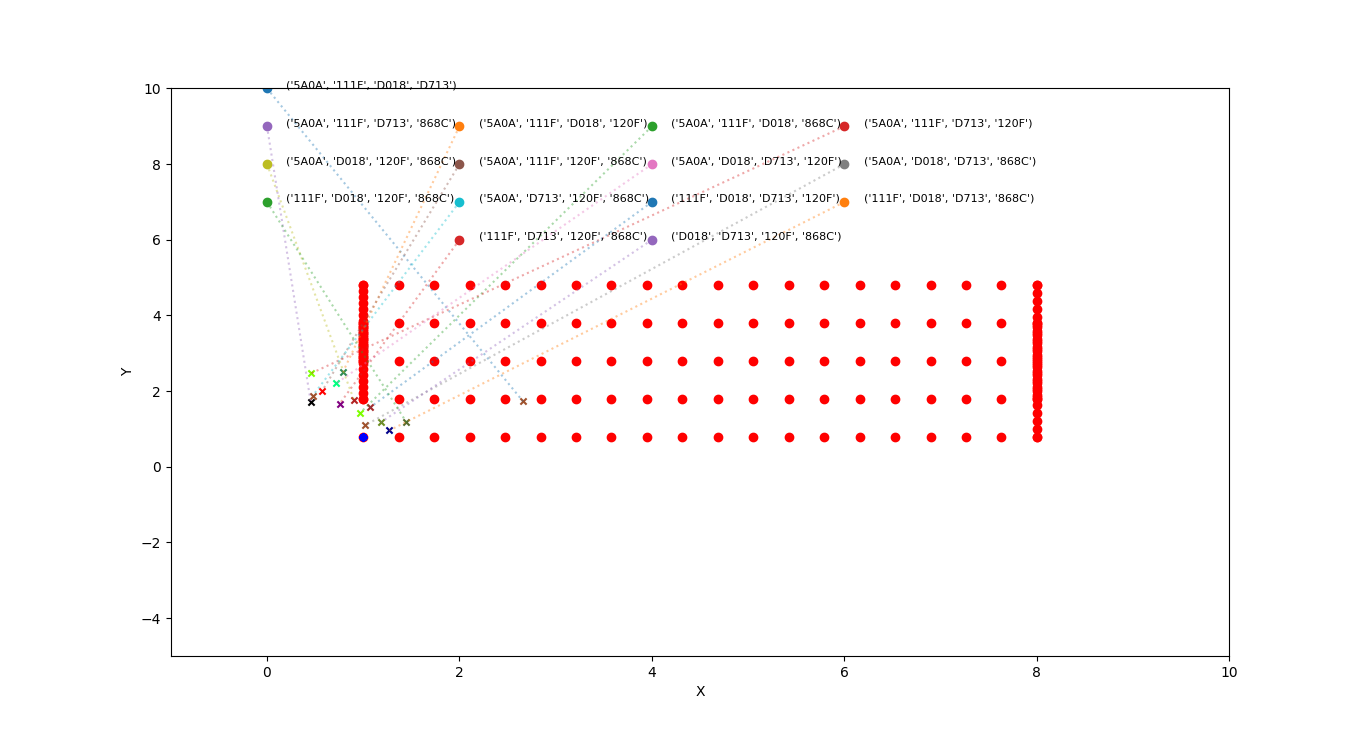 ('5A0A', '111F', 'D018', 'D713')
('5A0A', '111F', 'D713', '868C') ('5A0A', '111F', 'D018', '120F') ('5A0A', '111F', 'D018', '868C') ('5A0A', '111F', 'D713', '120F')
('5A0A', 'D018', '120F', '868C') ('5A0A', '111F', '120F', '868C') ('5A0A', 'D018', 'D713', '120F') ('5A0A', 'D018', 'D713', '868C')
('111F', 'D018', '120F', '868C') ('5A0A', 'D713', '120F', '868C') ('111F', 'D018', 'D713', '120F') ('111F', 'D018', 'D713', '868C')
('111F', 'D713', '120F', '868C') ('D018', 'D713', '120F', '868C')
10
8
6
4
2
0
−2
−4
Y
0 2 4 6 8 10
X